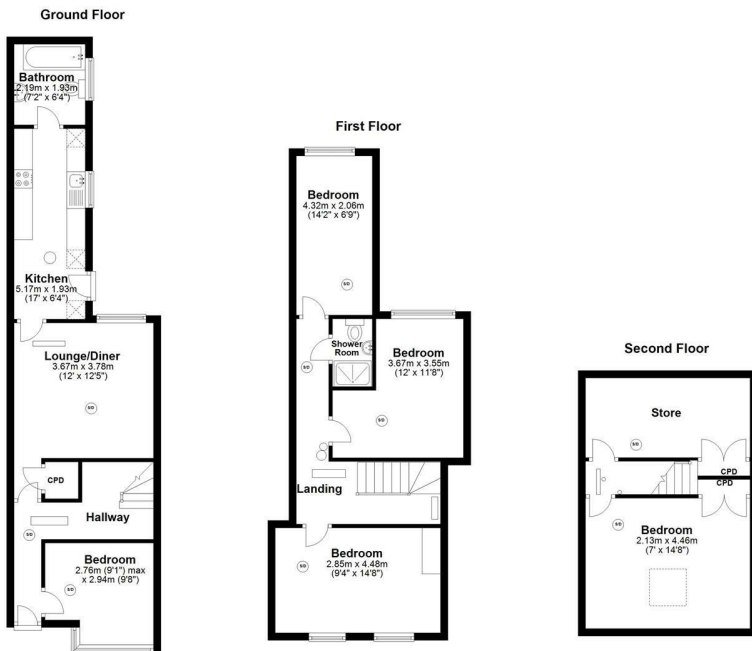 Ground Floor
Bathroom
2.19m x 1.93m
(7'2" x 6'4")
Kitchen
5.17m x 1.93m
(17' x 6'4")
Lounge/Diner
3.67m x 3.78m
(12' x 12'5")
S/D
CPD
Hallway
S/D
Bedroom
2.76m (9'1") max
x 2.94m (9'8")
S/D
First Floor
Bedroom
4.32m x 2.06m
(14'2" x 6'9")
S/D
Shower
Room
S/D
Bedroom
3.67m x 3.55m
(12' x 11'8")
S/D
Landing
Bedroom
2.85m x 4.48m
(9'4" x 14'8")
S/D
Second Floor
Store
S/D
CPD
CPD
S/D
Bedroom
2.13m x 4.46m
(7' x 14'8")